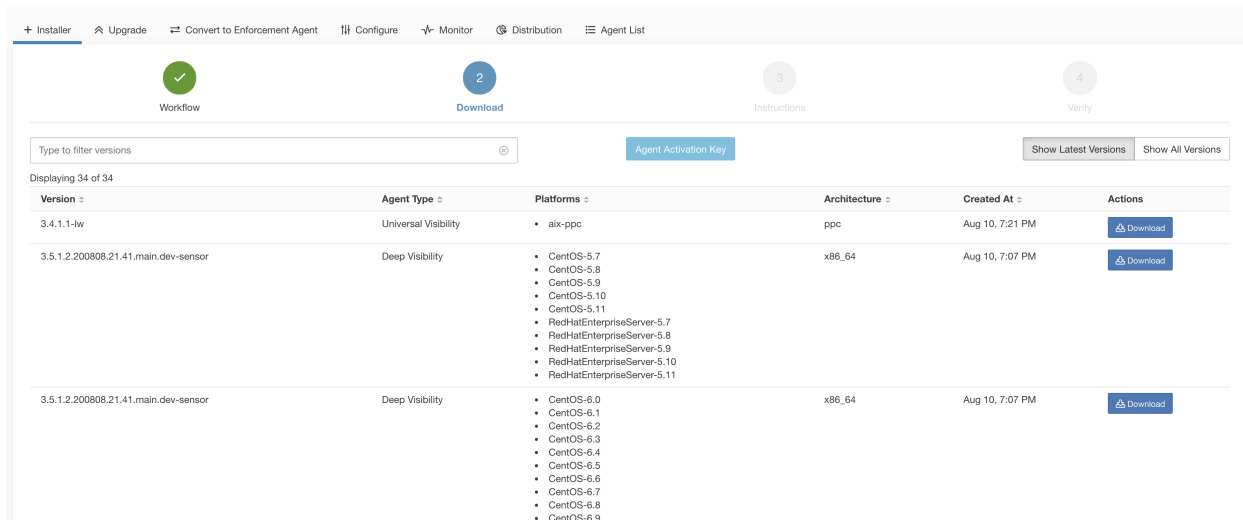 + Installer Upgrade Convert to Enforcement Agent Configure Monitor Distribution Agent List
2 3 4
Workflow Download Instructions Verify
Type to filter versions Agent Activation Key Show Latest Versions Show All Versions
Displaying 34 of 34
Version Agent Type Platforms Architecture Created At Actions
3.4.1.1-lw Universal Visibility • aix-ppc ppc Aug 10, 7:21 PM Download
3.5.1.2.200808.21.41.main.dev-sensor Deep Visibility • CentOS-5.7 x86_64 Aug 10, 7:07 PM Download
• CentOS-5.8
• CentOS-5.9
• CentOS-5.10
• CentOS-5.11
• RedHatEnterpriseServer-5.7
• RedHatEnterpriseServer-5.8
• RedHatEnterpriseServer-5.9
• RedHatEnterpriseServer-5.10
• RedHatEnterpriseServer-5.11
3.5.1.2.200808.21.41.main.dev-sensor Deep Visibility • CentOS-6.0 x86_64 Aug 10, 7:07 PM Download
• CentOS-6.1
• CentOS-6.2
• CentOS-6.3
• CentOS-6.4
• CentOS-6.5
• CentOS-6.6
• CentOS-6.7
• CentOS-6.8
• CentOS-6.9